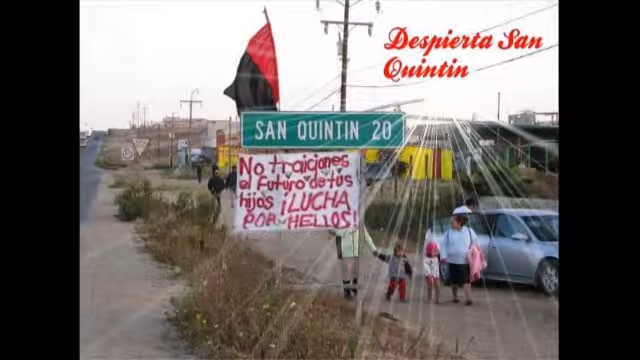 Despierta San
Quintin
SAN QUINTIN 20
No traiciones
el futuro de tus
hijos ¡LUCHA
POR HELLOS!